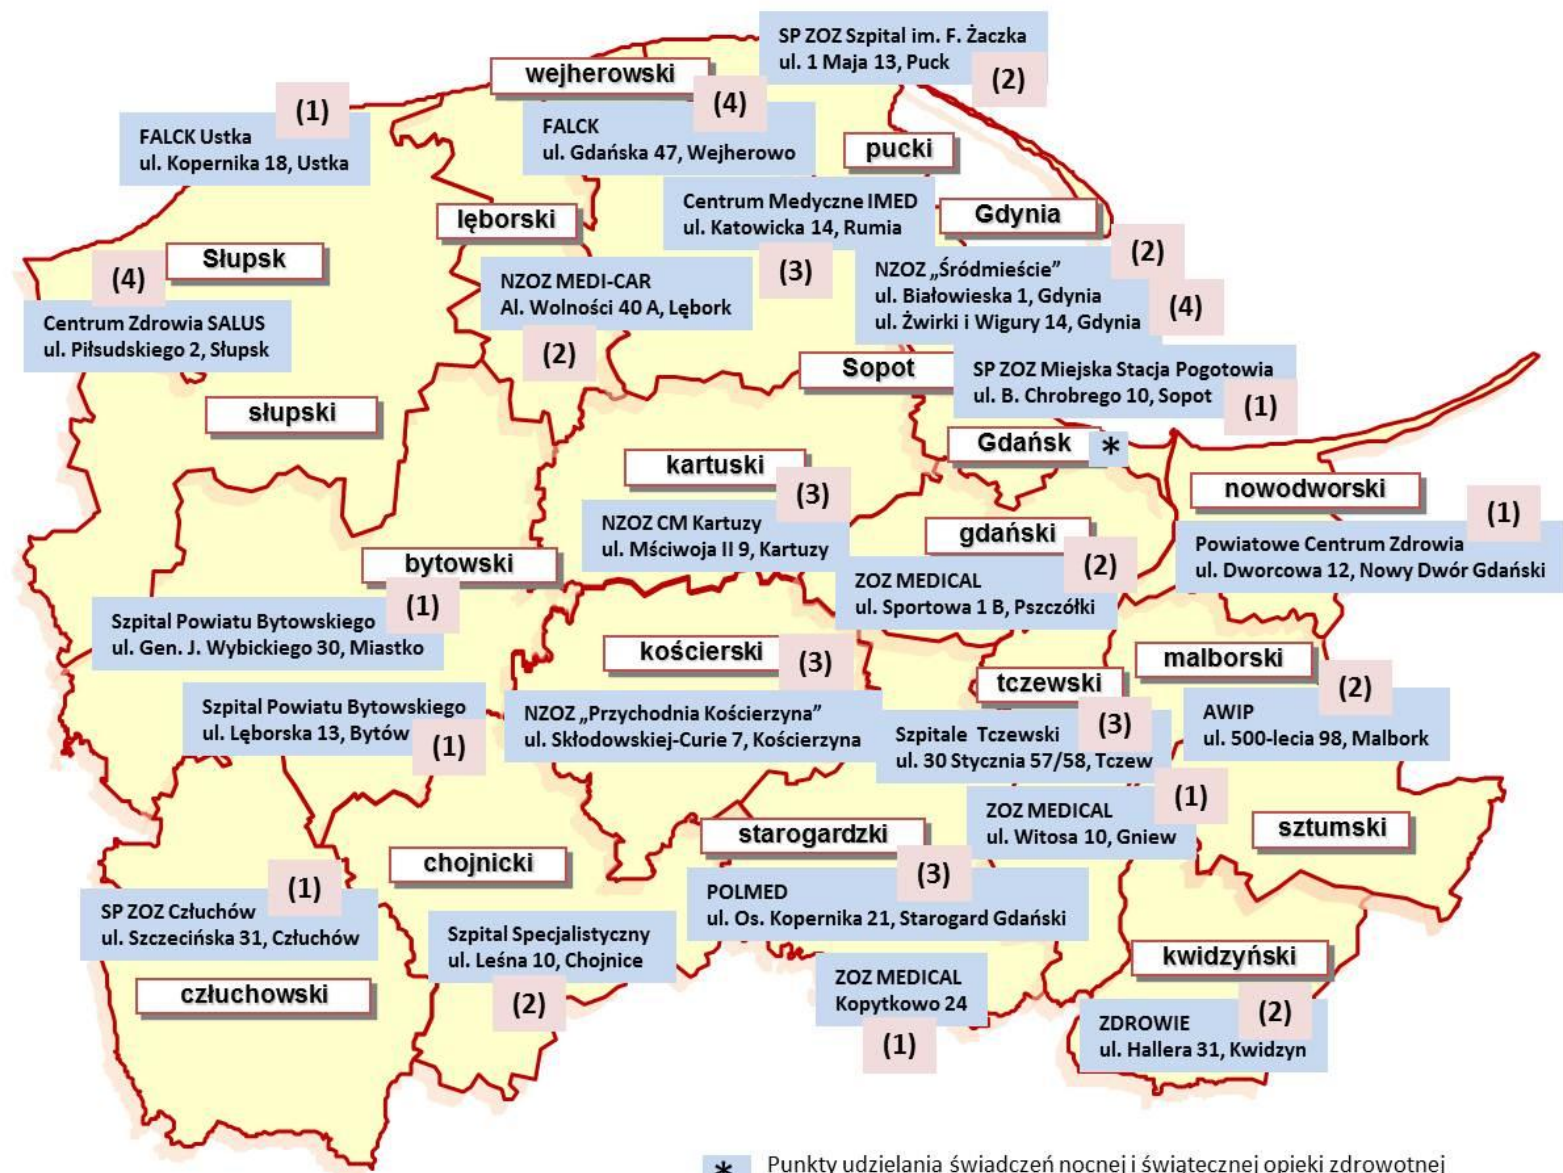 SP ZOZ Szpital im. F. Żaczka
ul. 1 Maja 13, Puck
(2)
wejherowski
(4)
FALCK
ul. Gdańska 47, Wejherowo
(1)
FALCK Ustka
ul. Kopernika 18, Ustka
pucki
Centrum Medyczne IMED
ul. Katowicka 14, Rumia
(3)
Gdynia
(2)
NZOZ „Śródmieście”
ul. Białowieska 1, Gdynia
ul. Żwirki i Wigury 14, Gdynia
(4)
lęborski
NZOZ MEDI-CAR
Al. Wolności 40 A, Lębork
(2)
Słupsk
(4)
Centrum Zdrowia SALUS
ul. Piłsudskiego 2, Słupsk
Sopot
SP ZOZ Miejska Stacja Pogotowia
ul. B. Chrobrego 10, Sopot
(1)
słupski
Gdańsk
*
kartuski
(3)
NZOZ CM Kartuzy
ul. Mściwoja II 9, Kartuzy
nowodworski
(1)
Powiatowe Centrum Zdrowia
ul. Dworcowa 12, Nowy Dwór Gdański
gdański
(2)
ZOZ MEDICAL
ul. Sportowa 1 B, Pszczółki
bytowski
(1)
Szpital Powiatu Bytowskiego
ul. Gen. J. Wybickiego 30, Miastko
kościerski
(3)
NZOZ „Przychodnia Kościerzyna”
ul. Skłodowskiej-Curie 7, Kościerzyna
malborski
(2)
AWIP
ul. 500-lecia 98, Malbork
tczewski
(3)
Szpitale Tczewski
ul. 30 Stycznia 57/58, Tczew
Szpital Powiatu Bytowskiego
ul. Lęborska 13, Bytów
(1)
(1)
ZOZ MEDICAL
ul. Witosa 10, Gniew
sztumski
starogardzki
(3)
POLMED
ul. Os. Kopernika 21, Starogard Gdański
chojnicki
(1)
SP ZOZ Człuchów
ul. Szczecińska 31, Człuchów
Szpital Specjalistyczny
ul. Leśna 10, Chojnice
(2)
człuchowski
kwidzyński
(2)
ZDROWIE
ul. Hallera 31, Kwidzyn
ZOZ MEDICAL
Kopytkowo 24
(1)
* Punkty udzielania świadczeń nocnej i świątecznej opieki zdrowotnej